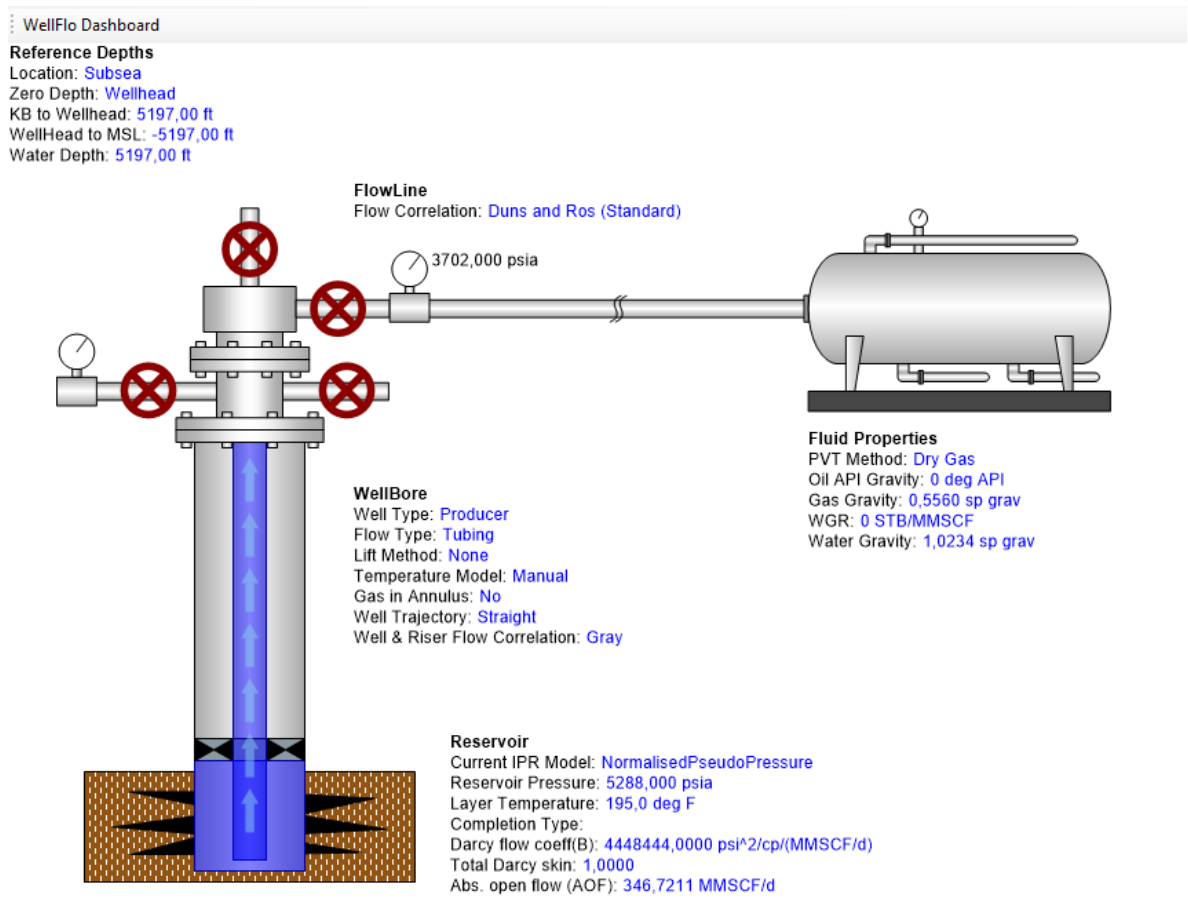 WellFlo Dashboard
Reference Depths
Location: Subsea
Zero Depth: Wellhead
KB to Wellhead: 5197,00 ft
WellHead to MSL: -5197,00 ft
Water Depth: 5197,00 ft
FlowLine
Flow Correlation: Duns and Ros (Standard)
3702,000 psia
Fluid Properties
PVT Method: Dry Gas
Oil API Gravity: 0 deg API
Gas Gravity: 0,5560 sp grav
WGR: 0 STB/MMSCF
Water Gravity: 1,0234 sp grav
WellBore
Well Type: Producer
Flow Type: Tubing
Lift Method: None
Temperature Model: Manual
Gas in Annulus: No
Well Trajectory: Straight
Well & Riser Flow Correlation: Gray
Reservoir
Current IPR Model: NormalisedPseudoPressure
Reservoir Pressure: 5288,000 psia
Layer Temperature: 195,0 deg F
Completion Type:
Darcy flow coeff(B): 4448444,0000 psi^2/cp/(MMSCF/d)
Total Darcy skin: 1,0000
Abs. open flow (AOF): 346,7211 MMSCF/d